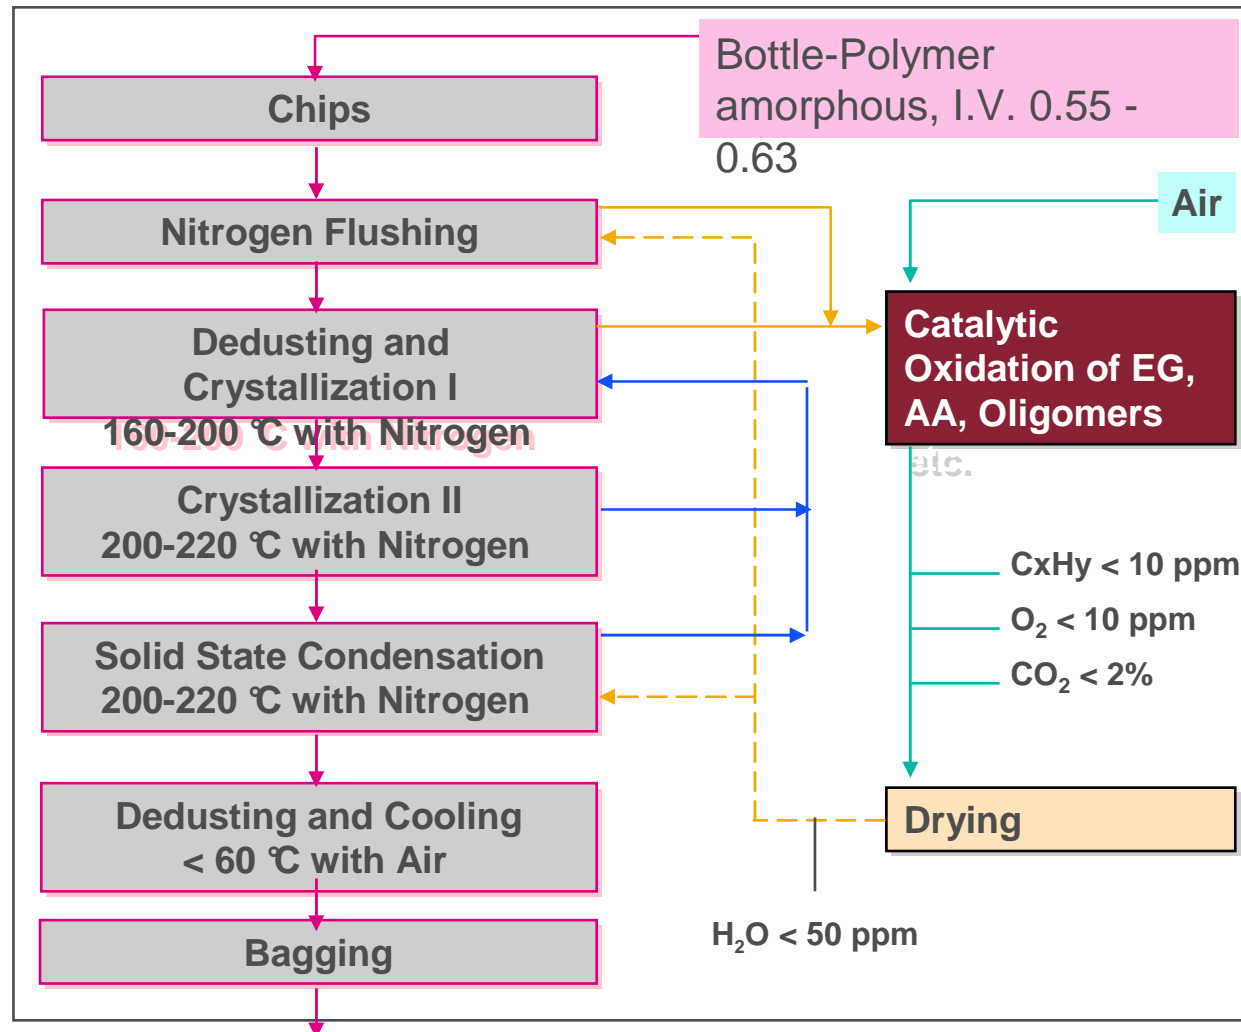 Bottle-Polymer
amorphous, I.V. 0.55 -
0.63
Chips
Nitrogen Flushing
Air
Dedusting and
Crystallization I
160-200 °C with Nitrogen
Catalytic
Oxidation of EG,
AA, Oligomers
etc.
Crystallization II
200-220 °C with Nitrogen
CxHy < 10 ppm
O₂ < 10 ppm
CO₂ < 2%
Solid State Condensation
200-220 °C with Nitrogen
Dedusting and Cooling
< 60 °C with Air
Drying
H₂O < 50 ppm
Bagging